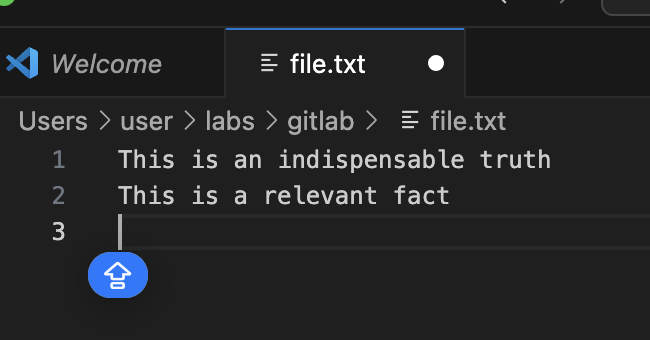 Welcome
file.txt
Users > user > labs > gitlab > file.txt
1 This is an indispensable truth
2 This is a relevant fact
3